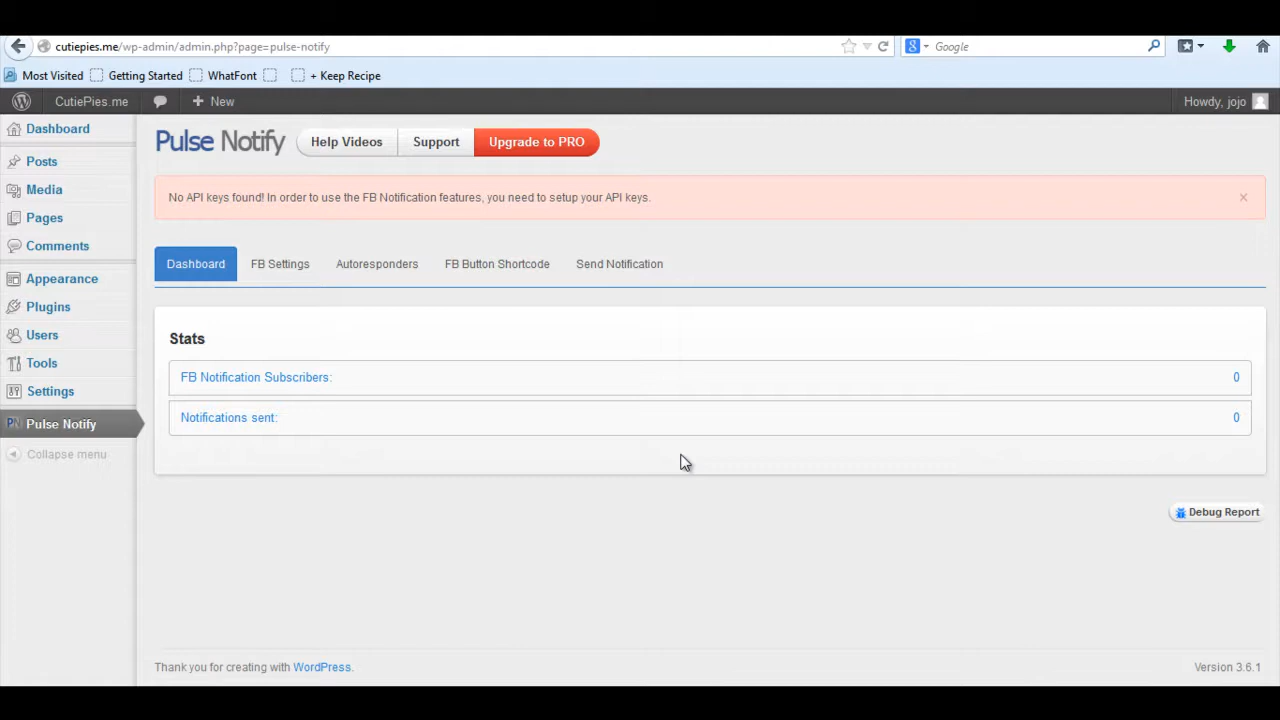 cutiepies.me/wp-admin/admin.php?page=pulse-notify
Google
Most Visited Getting Started WhatFont + Keep Recipe
CutiePies.me + New Howdy, jojo
Dashboard
Posts
Media
Pages
Comments
Appearance
Plugins
Users
Tools
Settings
PN Pulse Notify
Collapse menu
Pulse Notify Help Videos Support Upgrade to PRO
No API keys found! In order to use the FB Notification features, you need to setup your API keys. ×
Dashboard FB Settings Autoresponders FB Button Shortcode Send Notification
Stats
FB Notification Subscribers: 0
Notifications sent: 0
Debug Report
Thank you for creating with WordPress. Version 3.6.1